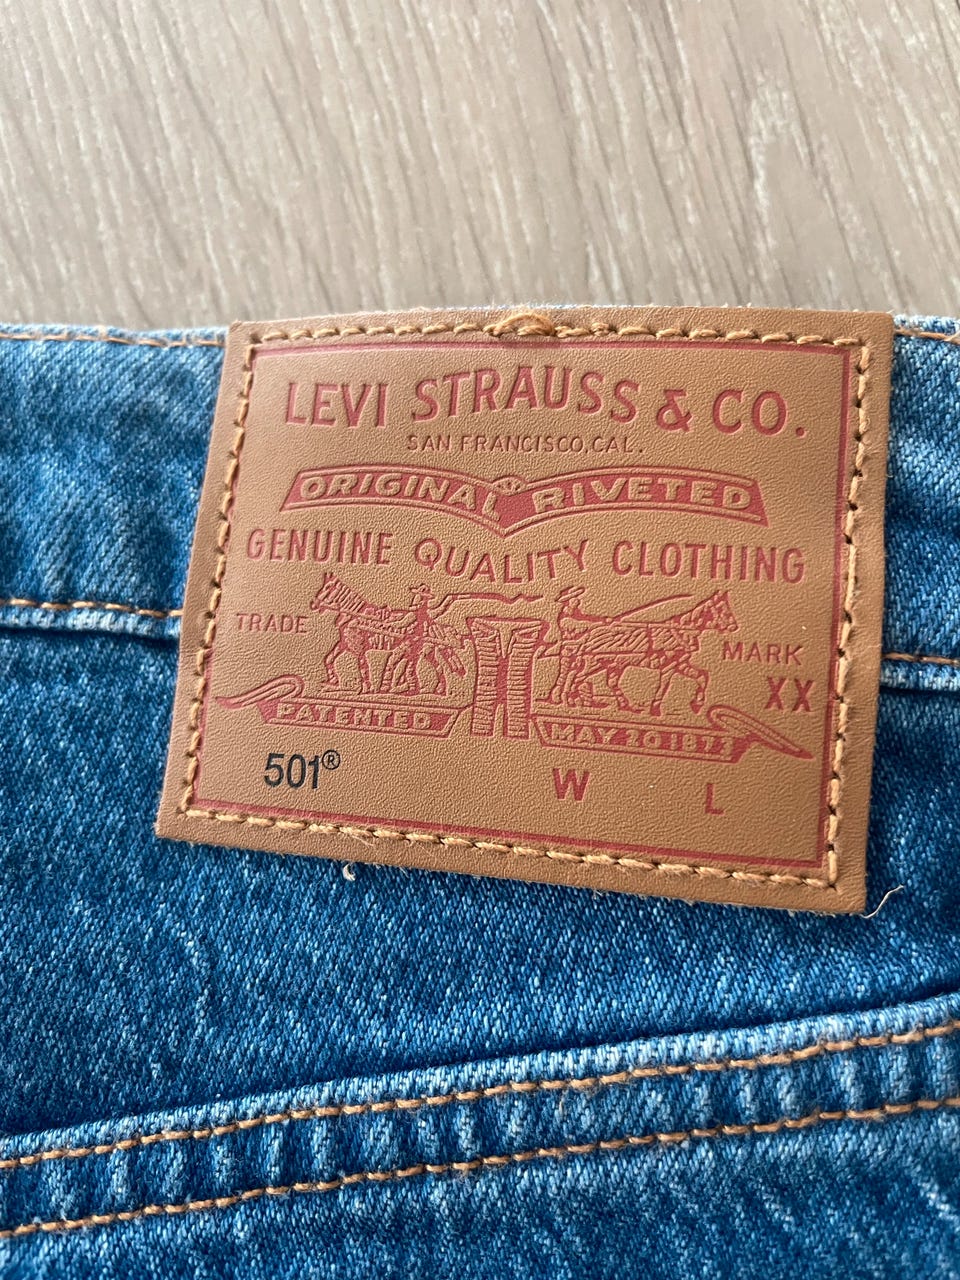 LEVI STRAUSS & CO.
SAN FRANCISCO, CAL.
ORIGINAL RIVETED
GENUINE QUALITY CLOTHING
TRADE MARK
XX
PATENTED MAY 20 1873
501® W L